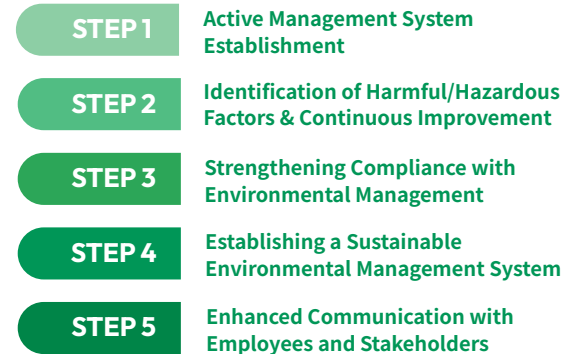 STEP 1
Active Management System
Establishment
STEP 2
Identification of Harmful/Hazardous
Factors & Continuous Improvement
STEP 3
Strengthening Compliance with
Environmental Management
STEP 4
Establishing a Sustainable
Environmental Management System
STEP 5
Enhanced Communication with
Employees and Stakeholders